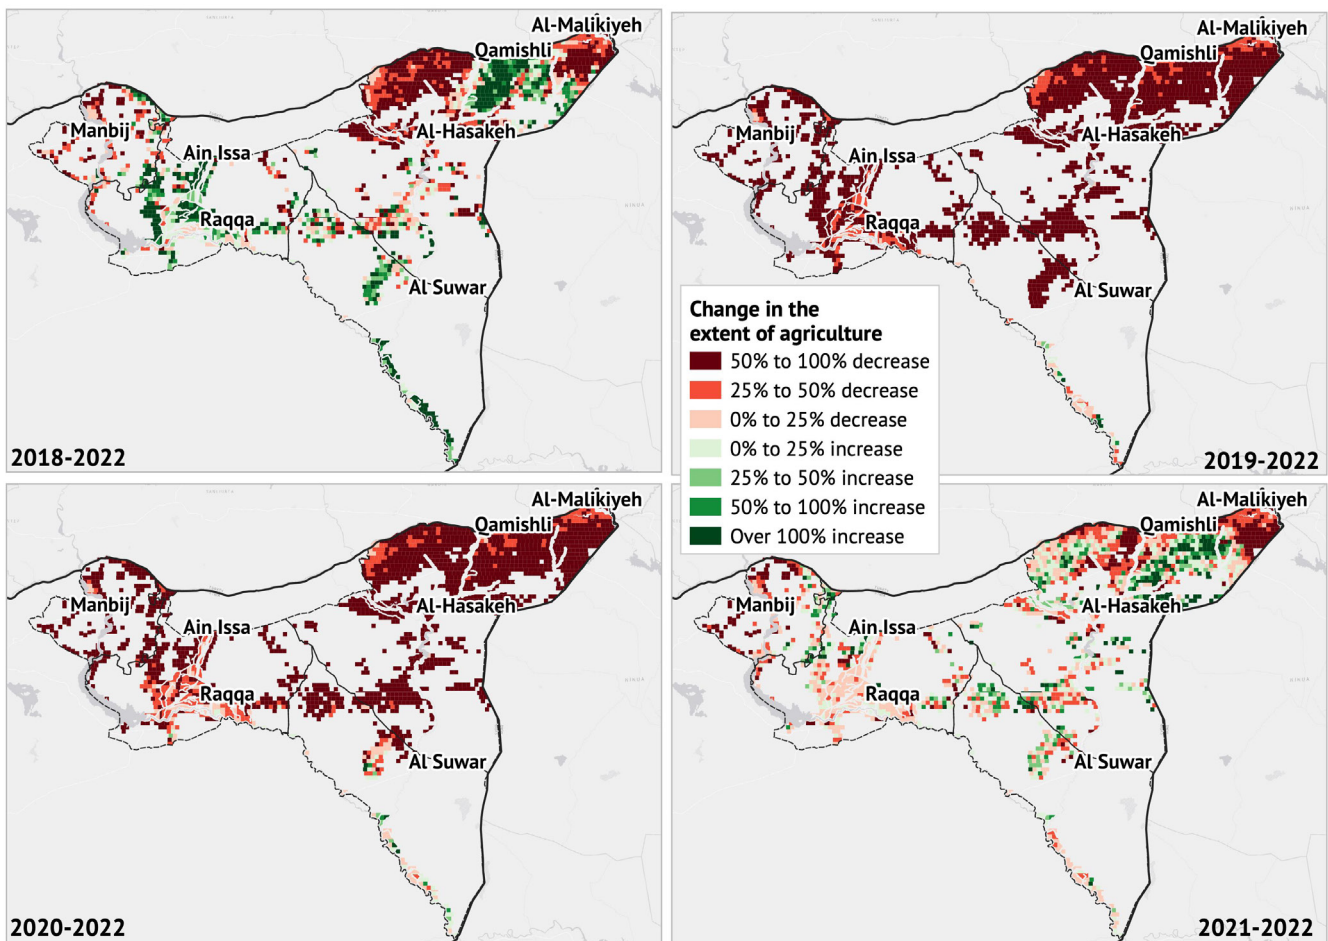 Al-Malikiyeh
Qamishli
Manbij
Al-Hasakeh
Ain Issa
Raqqa
Al Suwar
2018-2022
Al-Malikiyeh
Qamishli
Manbij
Al-Hasakeh
Ain Issa
Raqqa
Al Suwar
2019-2022
Change in the
extent of agriculture
50% to 100% decrease
25% to 50% decrease
0% to 25% decrease
0% to 25% increase
25% to 50% increase
50% to 100% increase
Over 100% increase
Al-Malikiyeh
Qamishli
Manbij
Al-Hasakeh
Ain Issa
Raqqa
Al Suwar
2020-2022
Al-Malikiyeh
Qamishli
Manbij
Al-Hasakeh
Ain Issa
Raqqa
Al Suwar
2021-2022